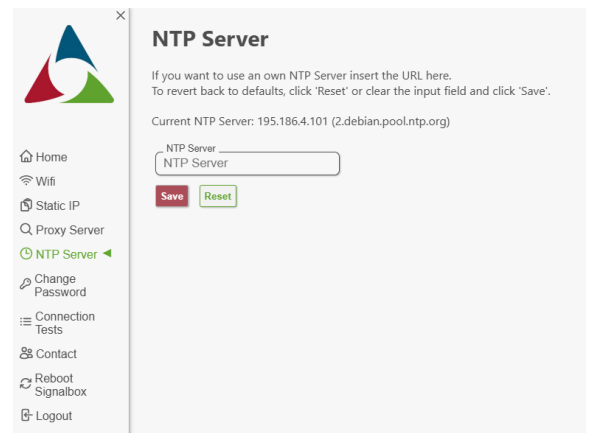 ×
NTP Server
If you want to use an own NTP Server insert the URL here.
To revert back to defaults, click 'Reset' or clear the input field and click 'Save'.
Current NTP Server: 195.186.4.101 (2.debian.pool.ntp.org)
NTP Server
NTP Server
Save
Reset
Home
Wifi
Static IP
Proxy Server
NTP Server
Change
Password
Connection
Tests
Contact
Reboot
Signalbox
Logout